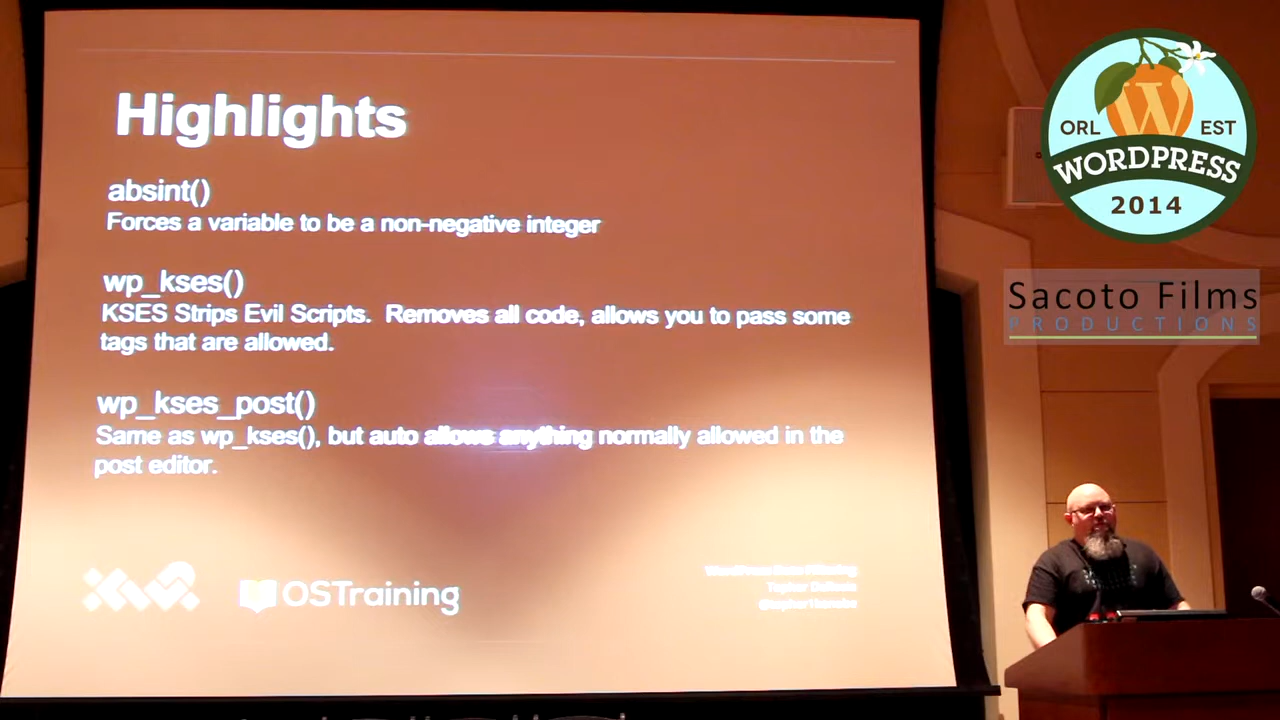 Highlights
absint()
Forces a variable to be a non-negative integer
wp_kses()
KSES Strips Evil Scripts. Removes all code, allows you to pass some
tags that are allowed.
wp_kses_post()
Same as wp_kses(), but auto allows anything normally allowed in the
post editor.
OSTraining
WordPress
ORL EST
WORDPRESS
2014
Sacoto Films
PRODUCTIONS